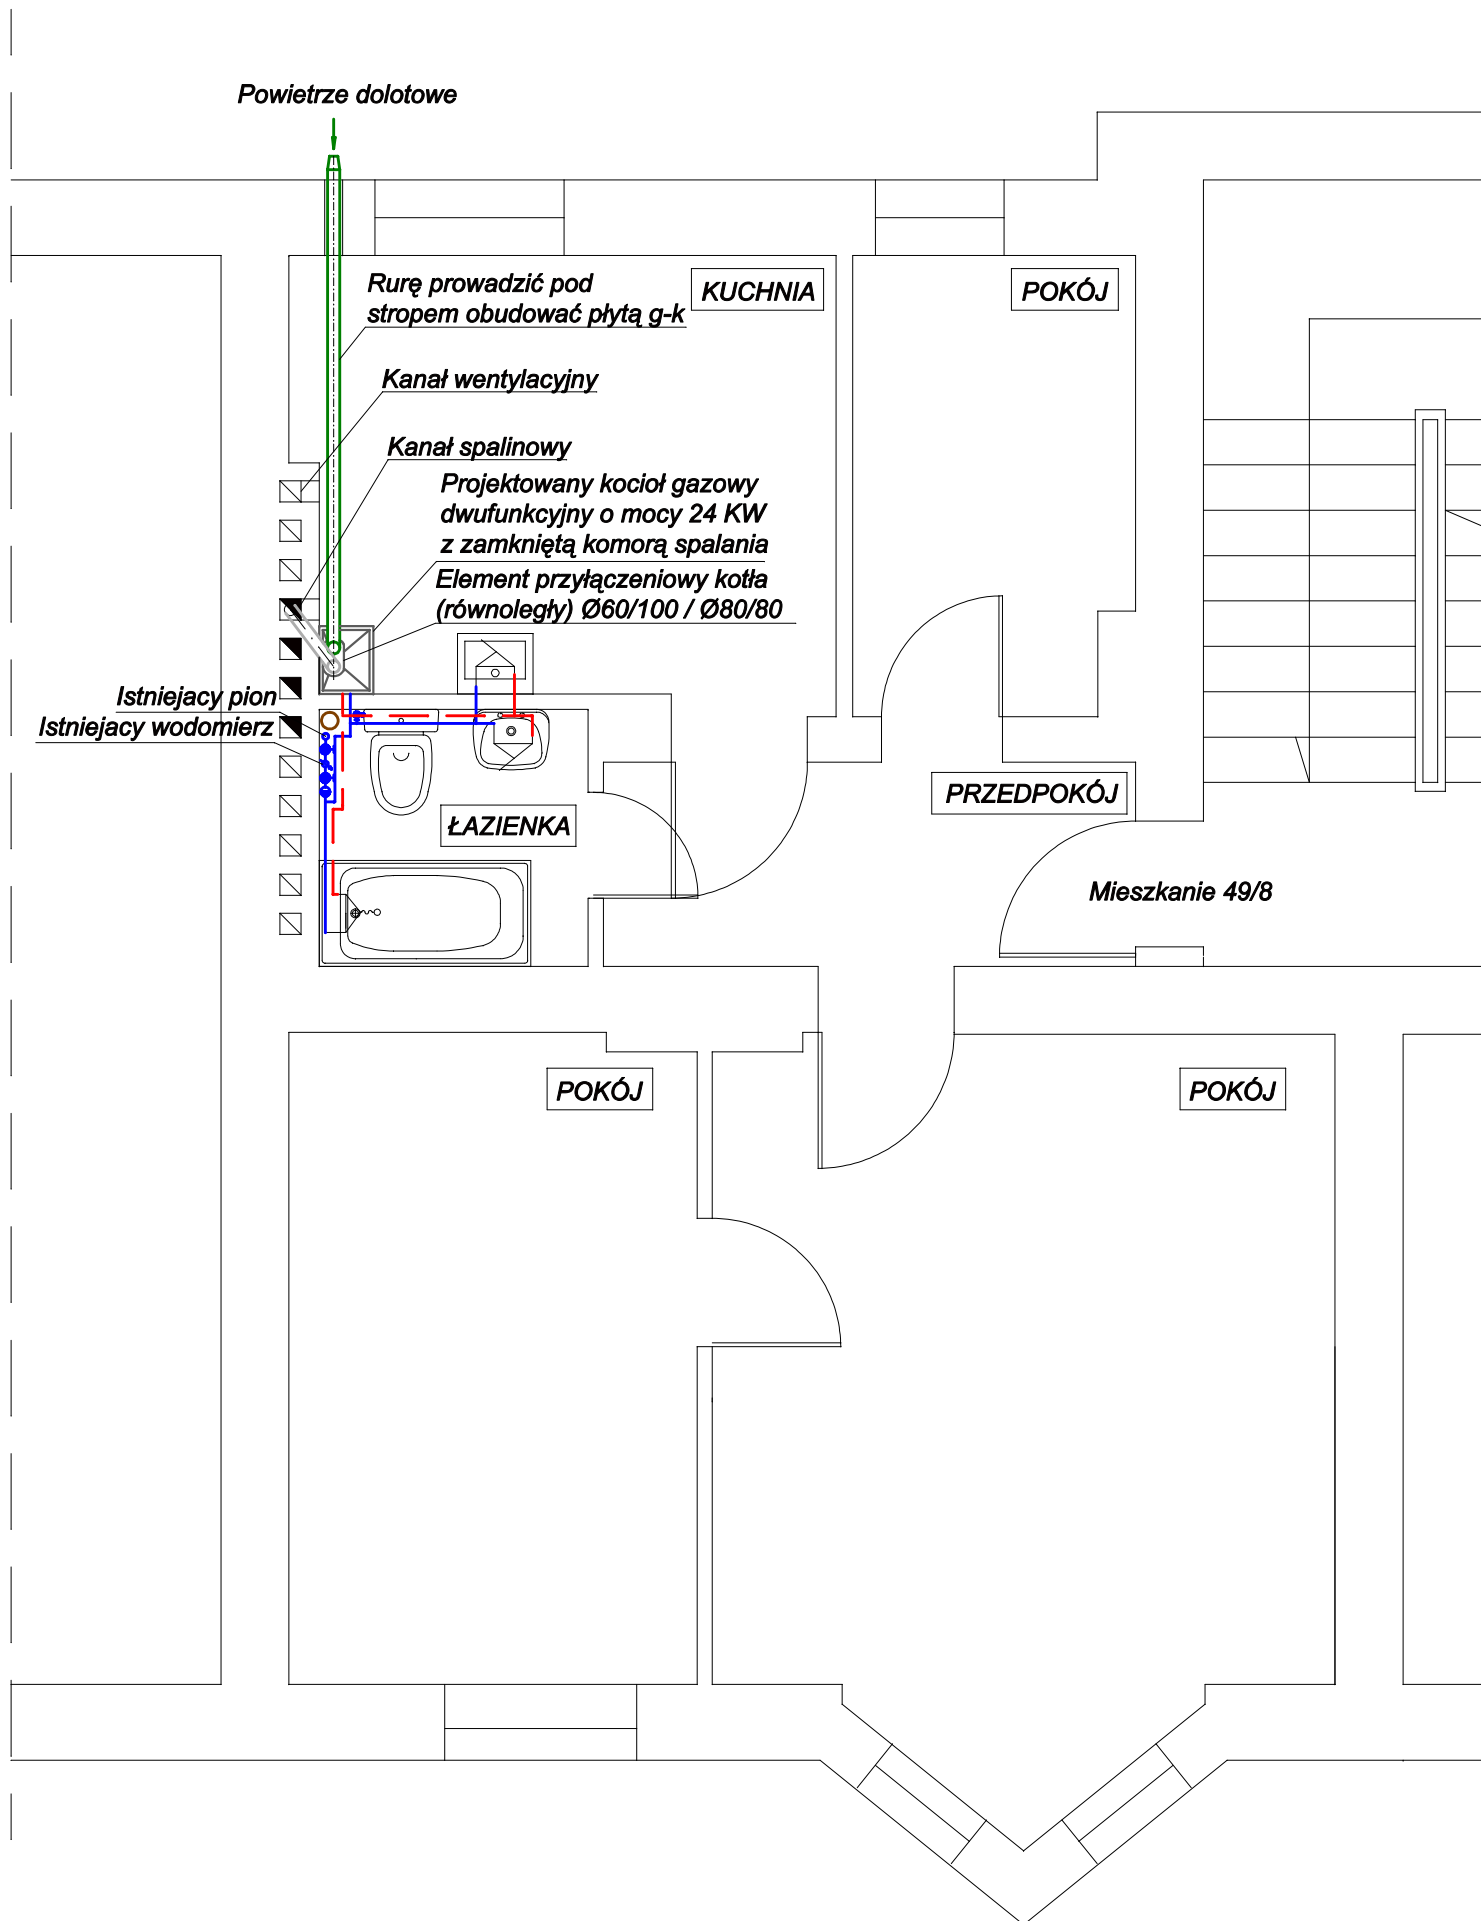 Powietrze dolotowe
Rurę prowadzić pod
stropem obudować płytą g-k
KUCHNIA
POKÓJ
Kanał wentylacyjny
Kanał spalinowy
Projektowany kocioł gazowy
dwufunkcyjny o mocy 24 KW
z zamkniętą komorą spalania
Element przyłączeniowy kotła
(równoległy) Ø60/100 / Ø80/80
Istniejacy pion
Istniejacy wodomierz
PRZEDPOKÓJ
ŁAZIENKA
Mieszkanie 49/8
POKÓJ
POKÓJ